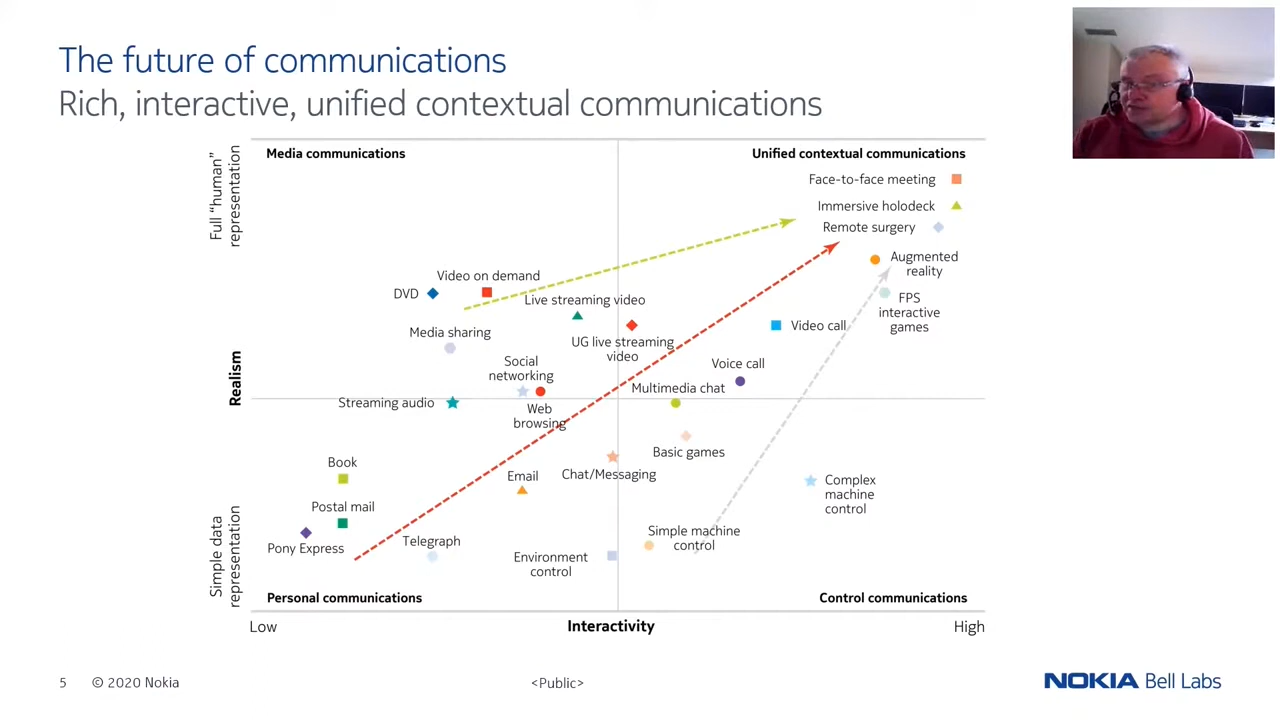 The future of communications
Rich, interactive, unified contextual communications
Full "human"
representation
Media communications
Unified contextual communications
Face-to-face meeting
Immersive holodeck
Remote surgery
Augmented
reality
Video on demand
DVD
Live streaming video
FPS
interactive
games
Media sharing
UG live streaming
video
Video call
Realism
Social
networking
Voice call
Multimedia chat
Streaming audio
Web
browsing
Basic games
Book
Email
Chat/Messaging
Complex
machine
control
Postal mail
Simple data
representation
Pony Express
Telegraph
Simple machine
control
Environment
control
Personal communications
Control communications
Low
Interactivity
High
5
© 2020 Nokia
<Public>
NOKIA Bell Labs